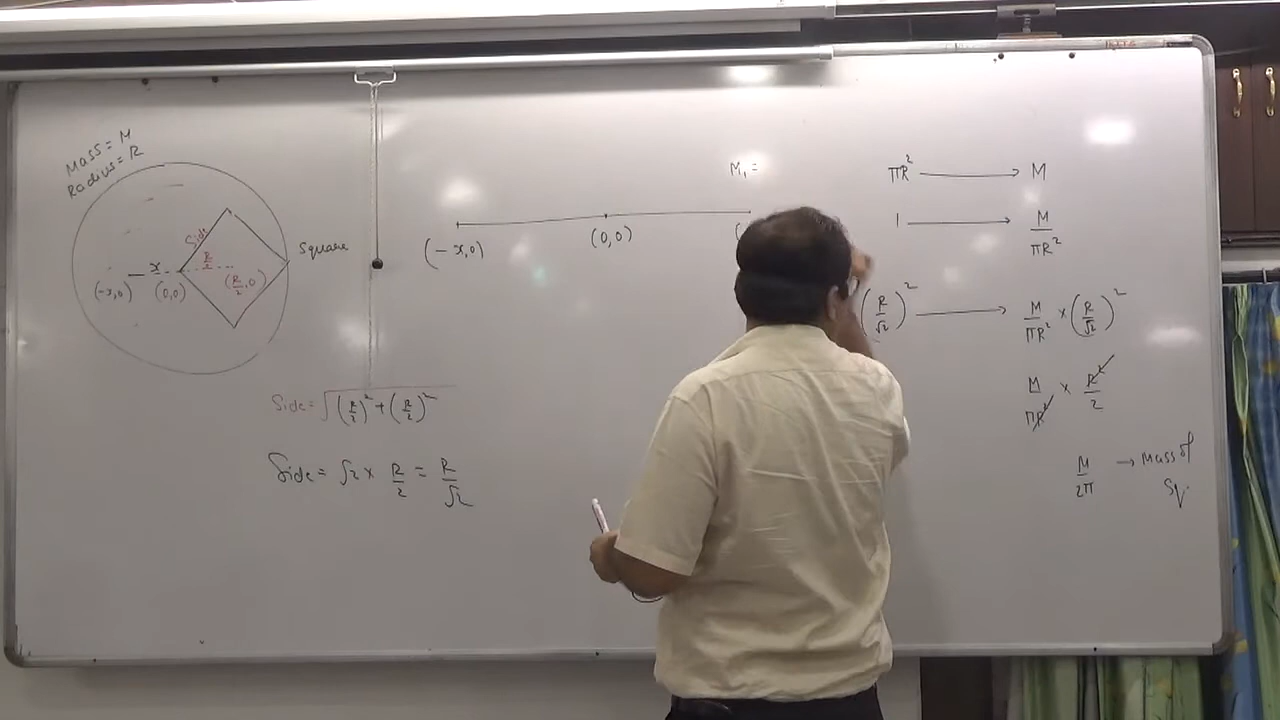 Mass = M
Radius = R
Side
Square
x
R/2
(-x,0)
(0,0)
(R/2,0)
Side = √((R/2)² + (R/2)²)
Side = √2 × R/2 = R/√2
(-x,0)
(0,0)
M₁ =
πR² → M
1 → M/πR²
(R/√2)² → M/πR² × (R/√2)²
M/πR² × R²/2
M/2π → Mass of
Sq.